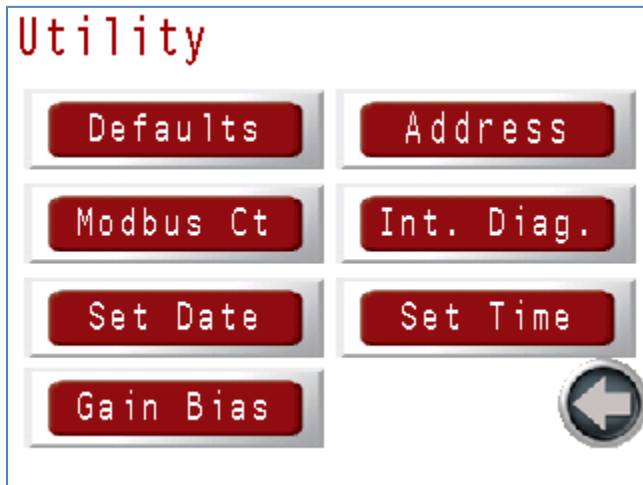 Utility
Defaults Address
Modbus Ct Int. Diag.
Set Date Set Time
Gain Bias